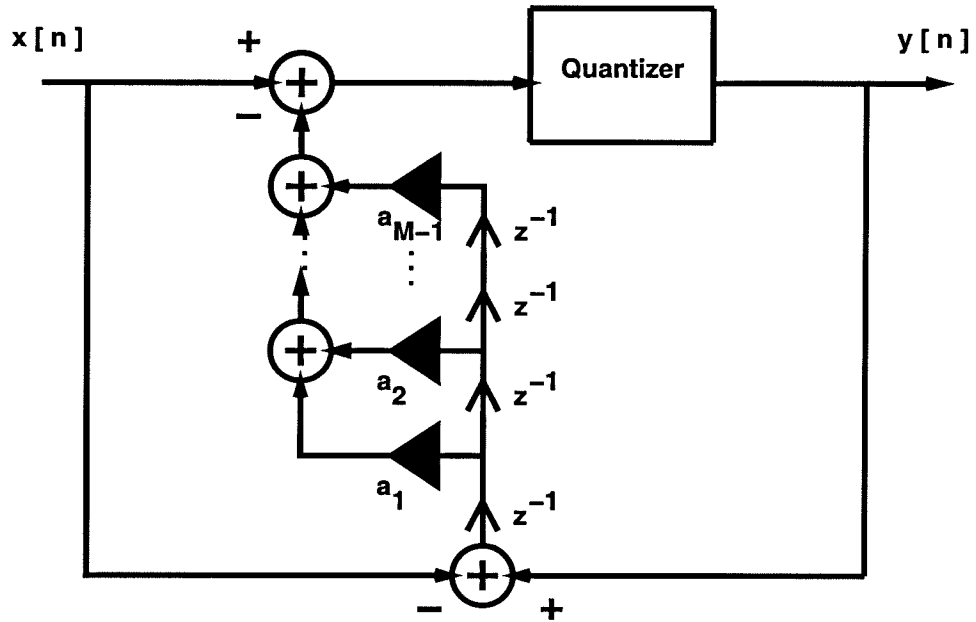 x [ n ]
+
y [ n ]
+
Quantizer
−
+
a_{M−1}
z^{−1}
z^{−1}
+
a_2
z^{−1}
a_1
z^{−1}
+
−
+